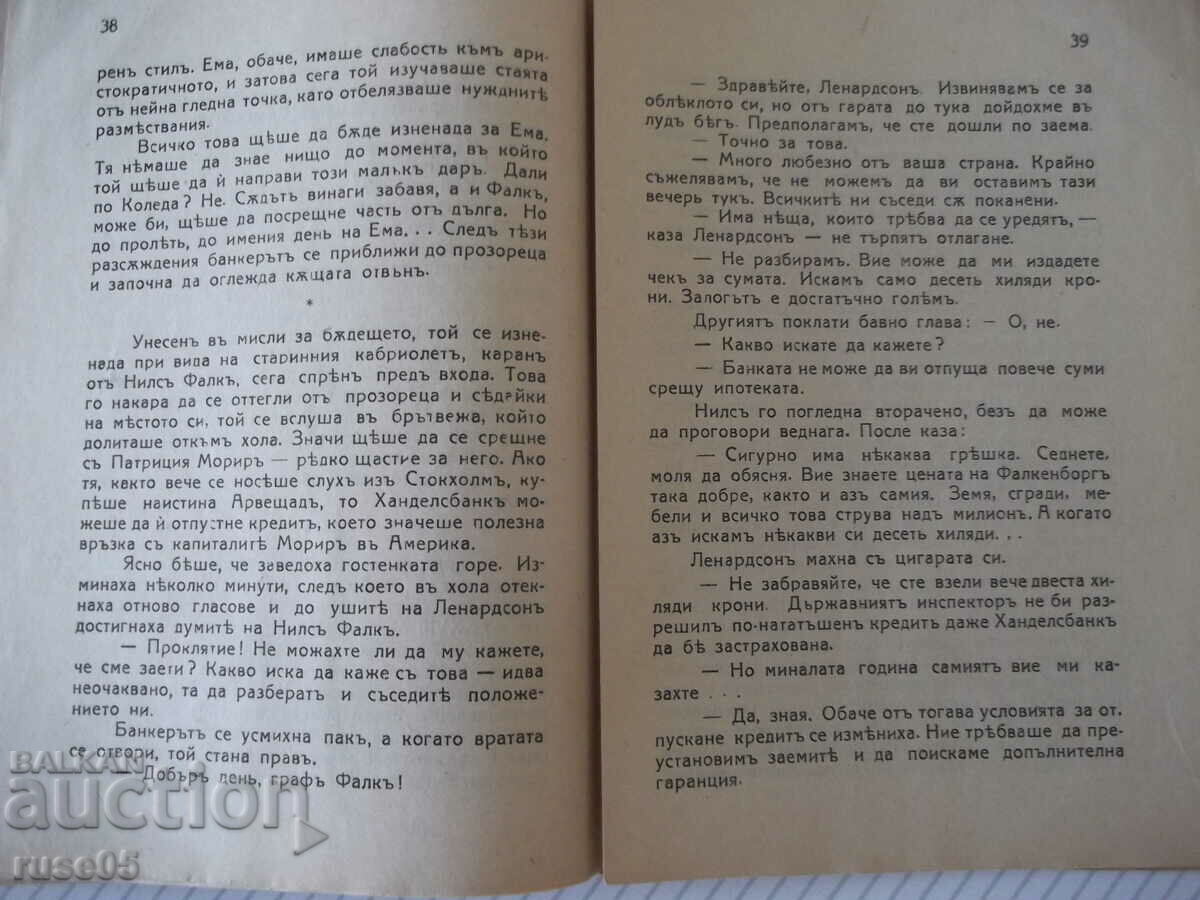 38
ренъ стилъ. Ема, обаче, имаше слабость къмъ ари-
стократичното, и затова сега той изучаваше стаята
отъ нейна гледна точка, като отбелязваше нужднитѣ
размѣствания.
Всичко това щѣше да бѫде изненада за Ема.
Тя нѣмаше да знае нищо до момента, въ който
той щѣше да ѝ направи този малъкъ даръ. Дали
по Коледа? Не. Сѫдътъ винаги забавя, а и Фалкъ,
може би, щѣше да посрещне часть отъ дълга. Но
до пролѣть, до имения день на Ема. . . Следъ тѣзи
разсѫждения банкерътъ се приближи до прозореца
и започна да оглежда кѫщата отвънъ.
*
Унесенъ въ мисли за бѫдещето, той се изне-
нада при вида на старинния кабриолетъ, каранъ
отъ Нилсъ Фалкъ, сега спрѣнъ предъ входа. Това
го накара да се оттегли отъ прозореца и сѣдайки
на мѣстото си, той се вслуша въ брътвежа, който
долиташе откъмъ хола. Значи щѣше да се срещне
съ Патриция Мориръ — рѣдко щастие за него. Ако
тя, както вече се носѣше слухъ изъ Стокхолмъ, ку-
пѣше наистина Арвещадъ, то Ханделсбанкъ мо-
жеше да ѝ отпустне кредитъ, което значеше полезна
връзка съ капиталитѣ Мориръ въ Америка.
Ясно бѣше, че заведоха гостенката горе. Из-
минаха нѣколко минути, следъ което въ хола отек-
наха отново гласове и до ушитѣ на Ленардсонъ
достигнаха думитѣ на Нилсъ Фалкъ.
— Проклятие! Не можахте ли да му кажете,
че сме заети? Какво иска да каже съ това — идва
неочаквано, та да разбератъ и съседитѣ положе-
нието ни.
Банкерътъ се усмихна пакъ, а когато вратата
се отвори, той стана правъ.
— Добъръ день, графъ Фалкъ!
39
— Здравѣйте, Ленардсонъ. Извинявамъ се за
облѣклото си, но отъ гарата до тука дойдохме въ
лудъ бѣгъ. Предполагамъ, че сте дошли по заема.
— Точно за това.
— Много любезно отъ ваша страна. Крайно
съжелявамъ, че не можемъ да ви оставимъ тази
вечерь тукъ. Всичкитѣ ни съседи сѫ поканени.
— Има нѣща, които трѣбва да се уредятъ, —
каза Ленардсонъ — не търпятъ отлагане.
— Не разбирамъ. Вие може да ми издадете
чекъ за сумата. Искамъ само десеть хиляди кро-
ни. Залогътъ е достатъчно голѣмъ.
Другиятъ поклати бавно глава: — О, не.
— Какво искате да кажете?
— Банката не може да ви отпуща повече суми
срещу ипотеката.
Нилсъ го погледна вторачено, безъ да може
да проговори веднага. После каза:
— Сигурно има нѣкаква грѣшка. Седнете,
моля да обясня. Вие знаете цената на Фалкенборгъ
така добре, както и азъ самия. Земя, сгради, ме-
бели и всичко това струва надъ милионъ. А когато
азъ искамъ нѣкакви си десеть хиляди. . .
Ленардсонъ махна съ цигарата си.
— Не забравяйте, че сте взели вече двеста хи-
ляди крони. Държавниятъ инспекторъ не би раз-
решилъ по-нататъшенъ кредитъ даже Ханделсбанкъ
да бѣ застрахована.
— Но миналата година самиятъ вие ми ка-
захте . . .
— Да, зная. Обаче отъ тогава условията за от.
пускане кредитъ се измѣниха. Ние трѣбваше да пре-
установимъ заемитѣ и да поискаме допълнителна
гаранция.
BALKAN
auction
ruse05